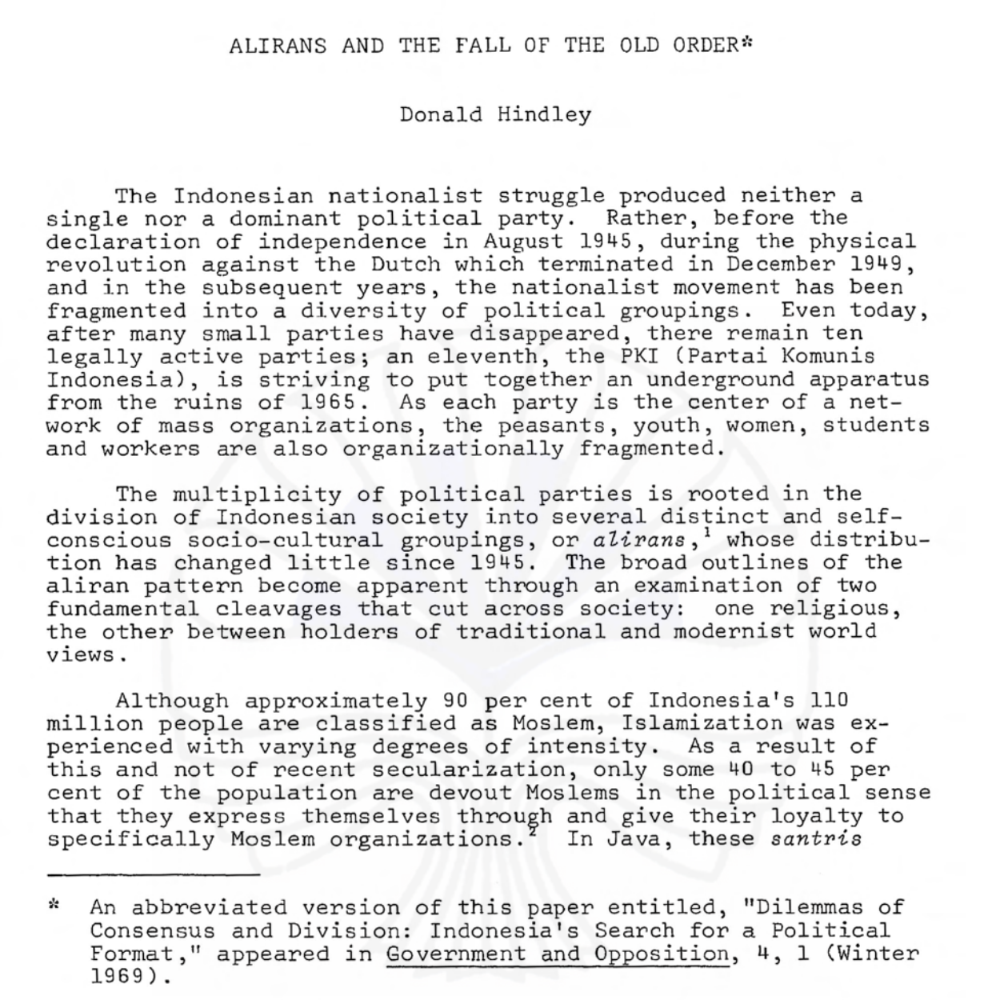 ALIRANS AND THE FALL OF THE OLD ORDER*
Donald Hindley
The Indonesian nationalist struggle produced neither a
single nor a dominant political party. Rather, before the
declaration of independence in August 1945, during the physical
revolution against the Dutch which terminated in December 1949,
and in the subsequent years, the nationalist movement has been
fragmented into a diversity of political groupings. Even today,
after many small parties have disappeared, there remain ten
legally active parties; an eleventh, the PKI (Partai Komunis
Indonesia), is striving to put together an underground apparatus
from the ruins of 1965. As each party is the center of a net-
work of mass organizations, the peasants, youth, women, students
and workers are also organizationally fragmented.
The multiplicity of political parties is rooted in the
division of Indonesian society into several distinct and self-
conscious socio-cultural groupings, or alirans,¹ whose distribu-
tion has changed little since 1945. The broad outlines of the
aliran pattern become apparent through an examination of two
fundamental cleavages that cut across society: one religious,
the other between holders of traditional and modernist world
views.
Although approximately 90 per cent of Indonesia's 110
million people are classified as Moslem, Islamization was ex-
perienced with varying degrees of intensity. As a result of
this and not of recent secularization, only some 40 to 45 per
cent of the population are devout Moslems in the political sense
that they express themselves through and give their loyalty to
specifically Moslem organizations.² In Java, these santris
* An abbreviated version of this paper entitled, "Dilemmas of
Consensus and Division: Indonesia's Search for a Political
Format," appeared in Government and Opposition, 4, 1 (Winter
1969).